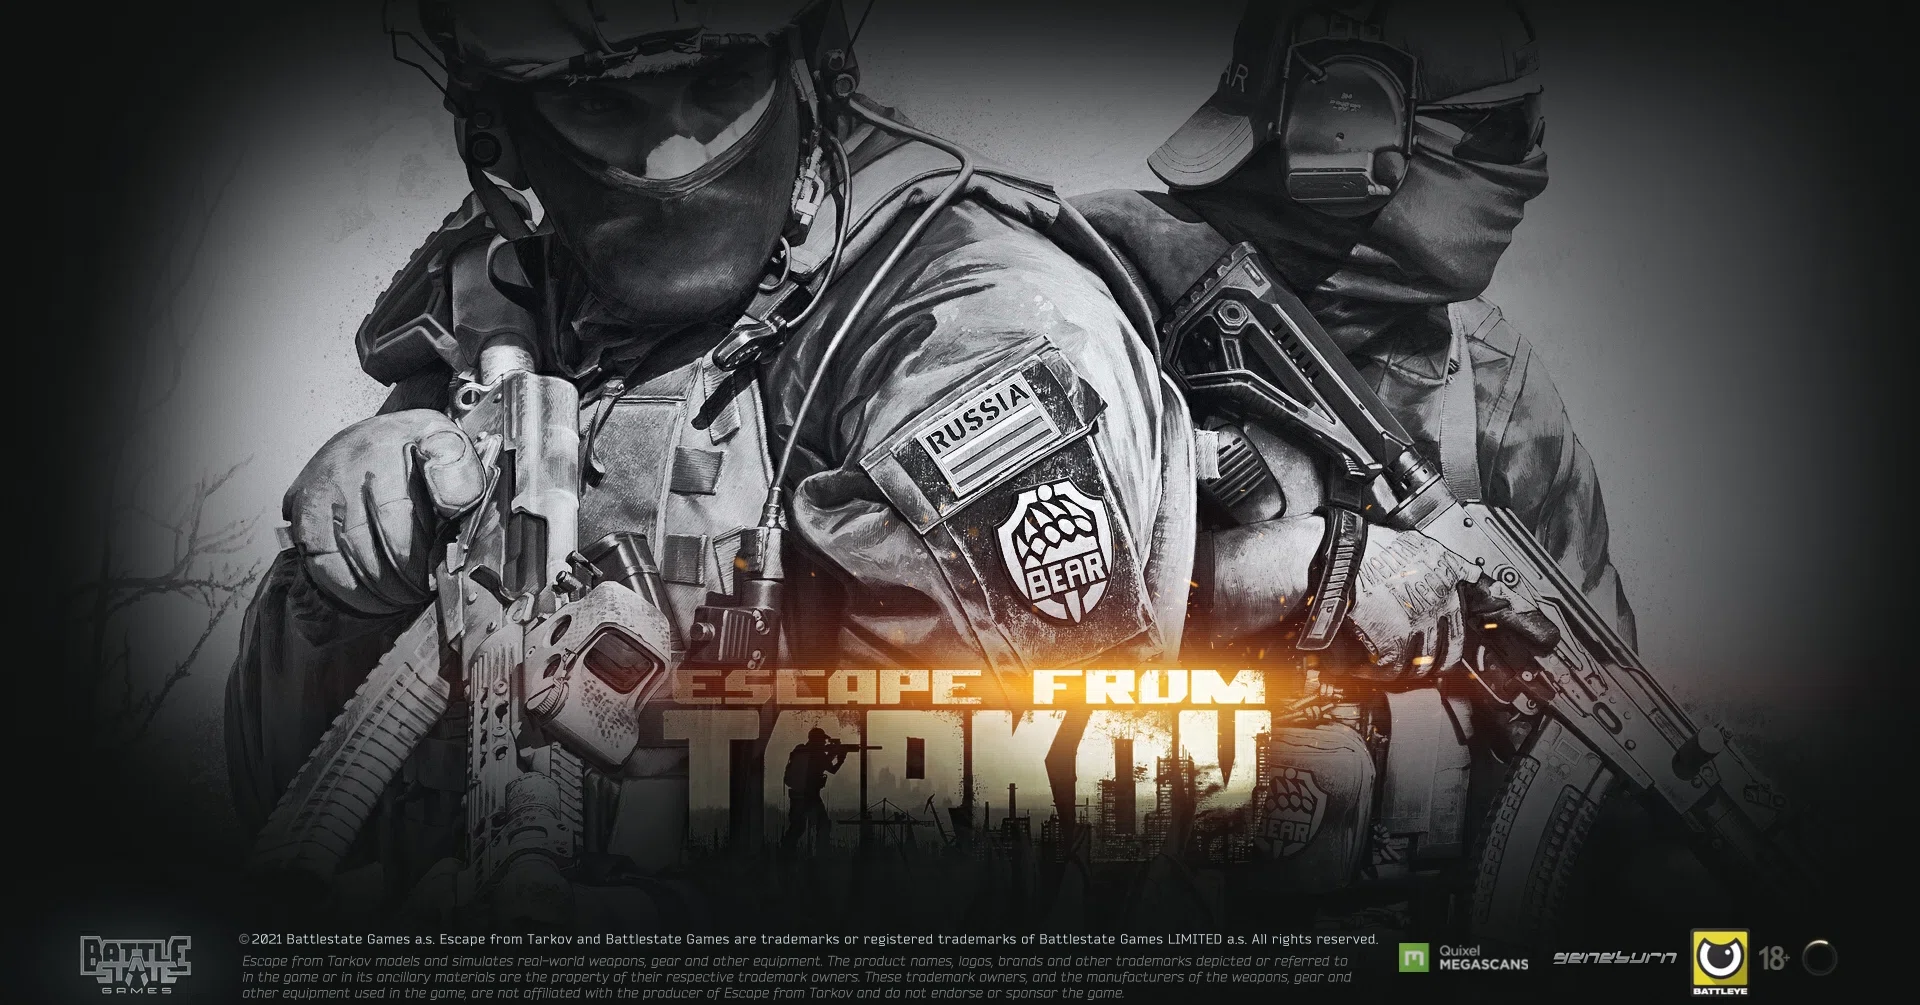 AR
RUSSIA
BEAR
Mechanix
ESCAPE FROM
TARKOV
BEAR
BATTLE
STATE
GAMES
© 2021 Battlestate Games a.s. Escape from Tarkov and Battlestate Games are trademarks or registered trademarks of Battlestate Games LIMITED a.s. All rights reserved.
Escape from Tarkov models and simulates real-world weapons, gear and other equipment. The product names, logos, brands and other trademarks depicted or referred to
in the game or in its ancillary materials are the property of their respective trademark owners. These trademark owners, and the manufacturers of the weapons, gear and
other equipment used in the game, are not affiliated with the producer of Escape from Tarkov and do not endorse or sponsor the game.
Quixel
MEGASCANS
geneburn
BATTLEYE
18+